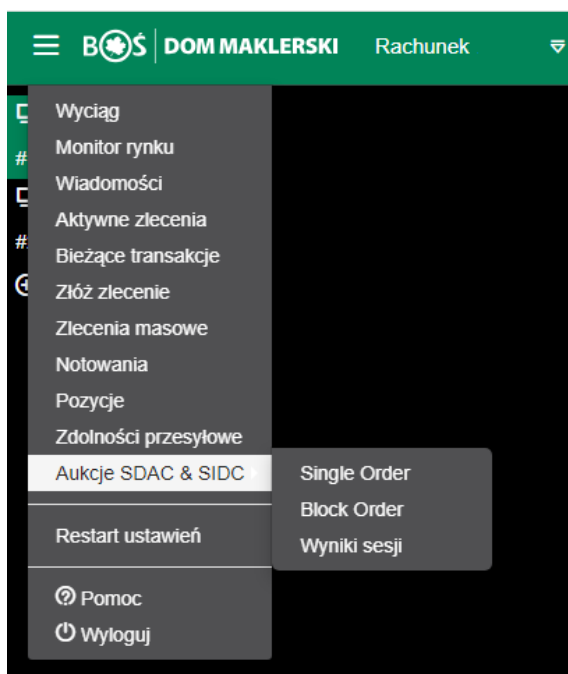 BOŚ DOM MAKLERSKI Rachunek
Wyciąg
#
Monitor rynku
Wiadomości
Aktywne zlecenia
#
Bieżące transakcje
Złóż zlecenie
Zlecenia masowe
Notowania
Pozycje
Zdolności przesyłowe
Aukcje SDAC & SIDC
Single Order
Block Order
Wyniki sesji
Restart ustawień
Pomoc
Wyloguj